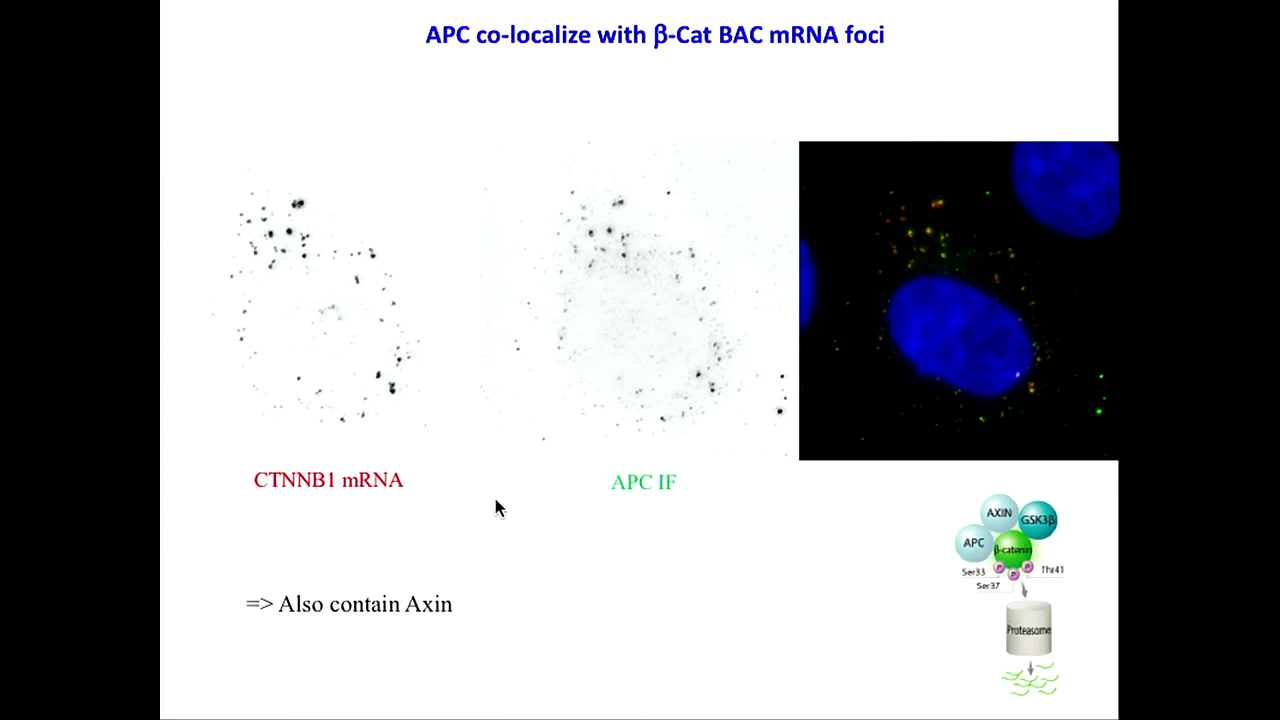 APC co-localize with β-Cat BAC mRNA foci
CTNNB1 mRNA
APC IF
=> Also contain Axin
AXIN
GSK3β
APC
β-catenin
P
P
P
Ser33
Thr41
Ser37
Proteasome